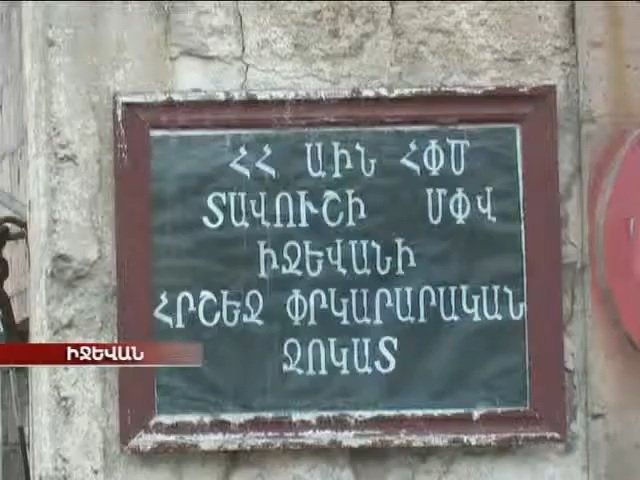 ՀՀ ԱԻՆ ՀՓԾ
ՏԱՎՈՒՇԻ ՄՓՎ
ԻՋԵՎԱՆԻ
ՀՐՇԵՋ ՓՐԿԱՐԱՐԱԿԱՆ
ՋՈԿԱՏ
ԻՋԵՎԱՆ